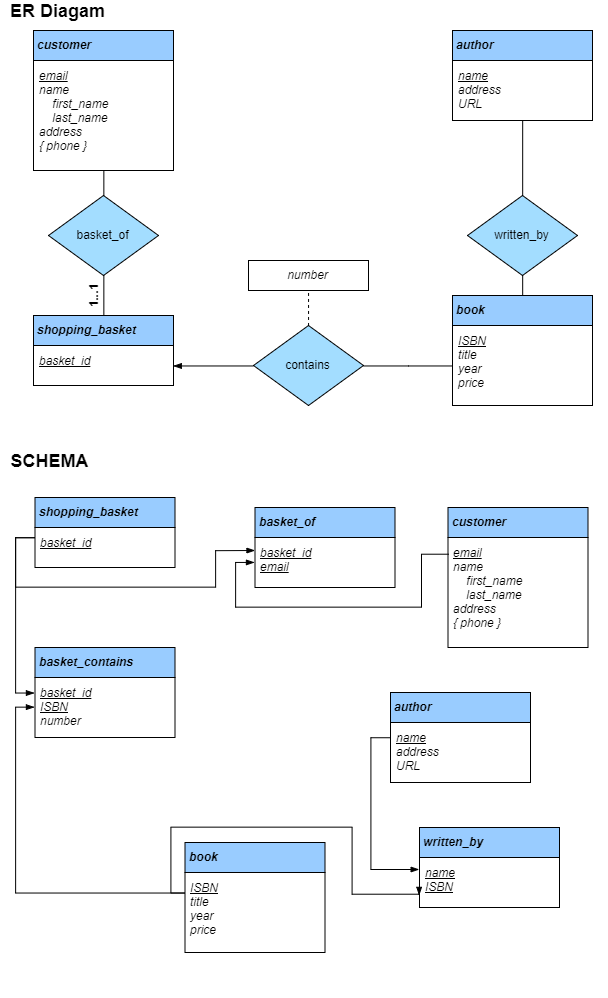 ER Diagam
customer
email
name
first_name
last_name
address
{ phone }
author
name
address
URL
basket_of
written_by
1...1
number
shopping_basket
basket_id
contains
book
ISBN
title
year
price
SCHEMA
shopping_basket
basket_id
basket_of
basket_id
email
customer
email
name
first_name
last_name
address
{ phone }
basket_contains
basket_id
ISBN
number
author
name
address
URL
book
ISBN
title
year
price
written_by
name
ISBN